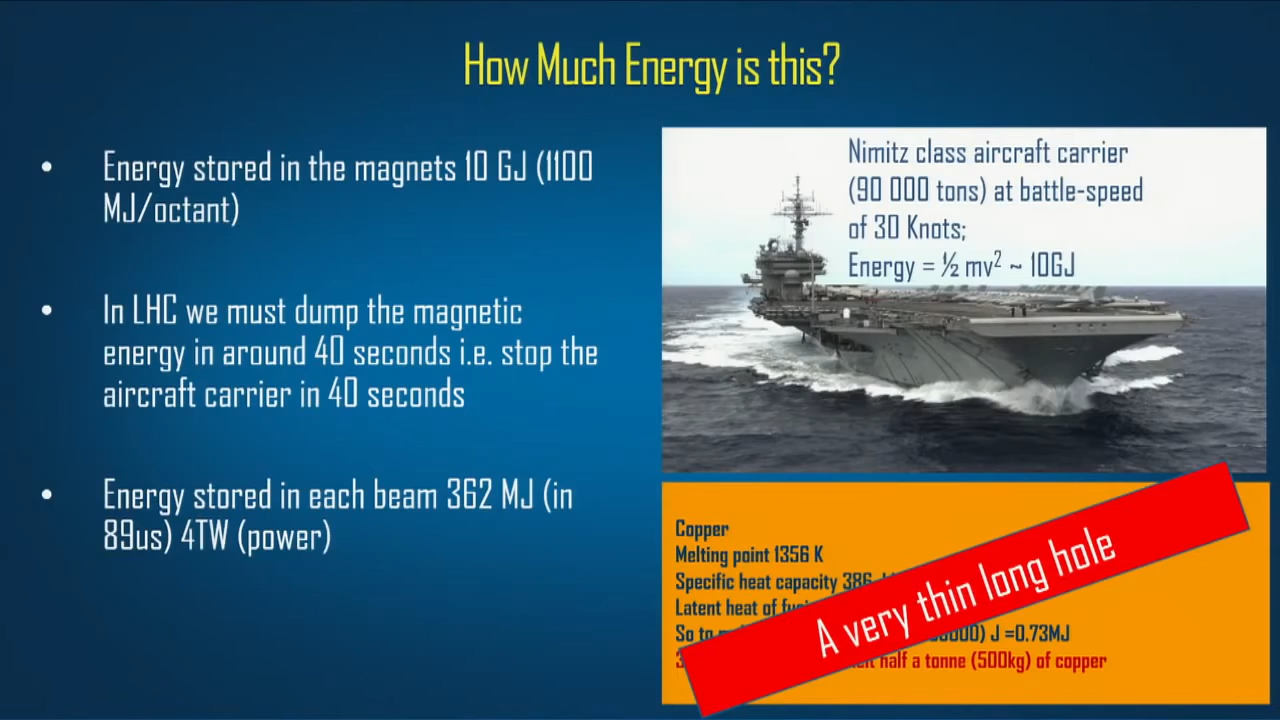 How Much Energy is this?
• Energy stored in the magnets 10 GJ (1100
MJ/octant)
• In LHC we must dump the magnetic
energy in around 40 seconds i.e. stop the
aircraft carrier in 40 seconds
• Energy stored in each beam 362 MJ (in
89us) 4TW (power)
Nimitz class aircraft carrier
(90 000 tons) at battle-speed
of 30 Knots;
Energy = ½ mv² ~ 10GJ
Copper
Melting point 1356 K
Specific heat capacity 386
Latent heat of
So to J =0.73MJ
half a tonne (500kg) of copper
A very thin long hole